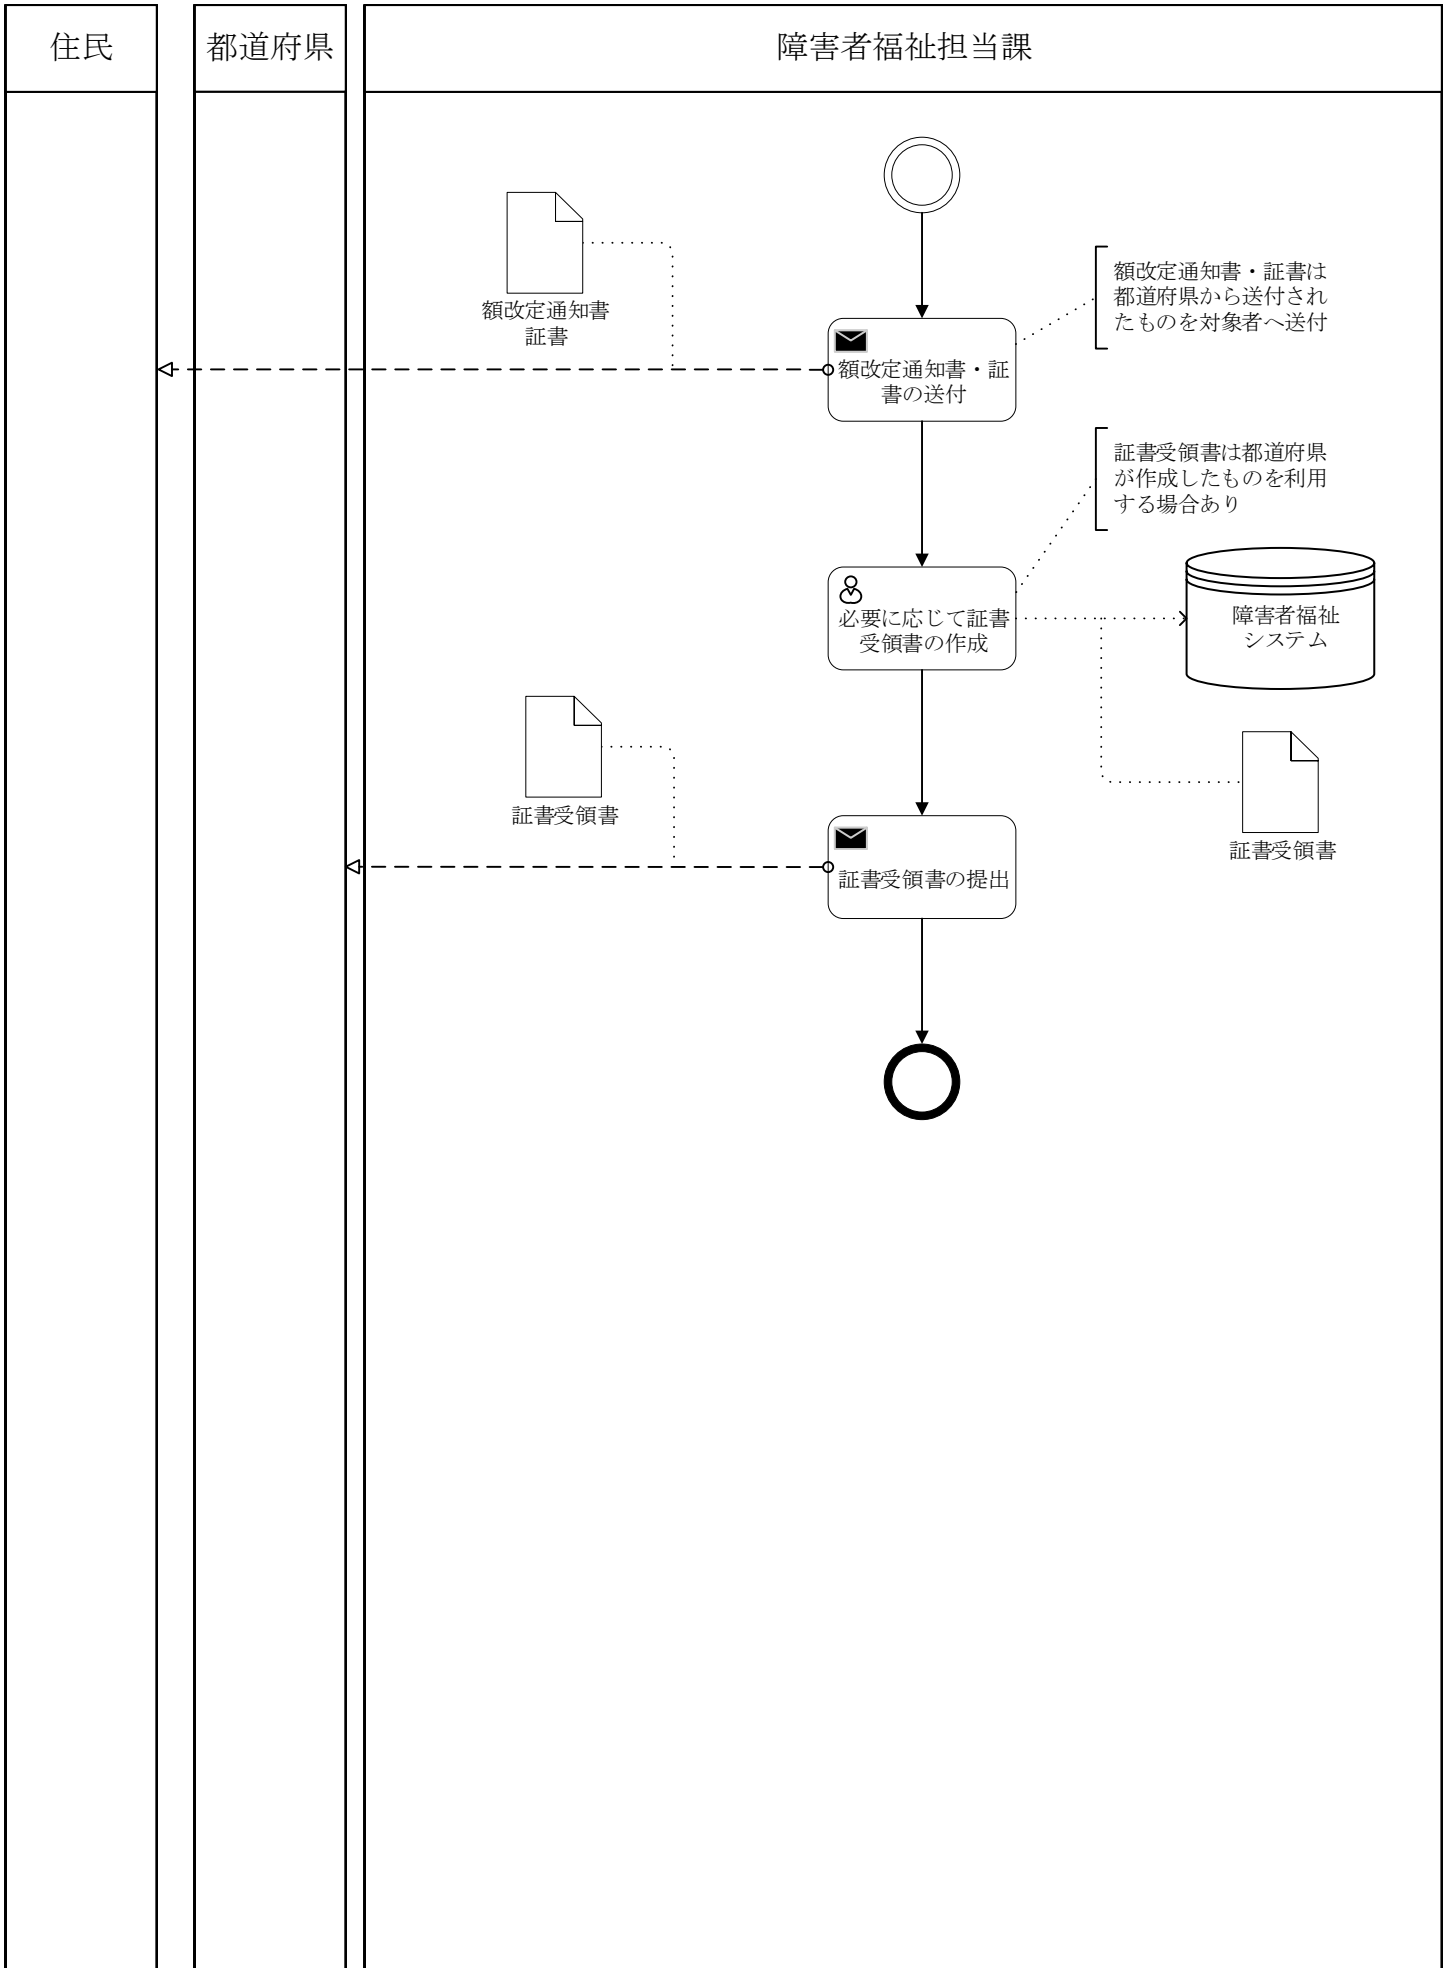 住民
都道府県
障害者福祉担当課
額改定通知書
証書
額改定通知書・証書は
都道府県から送付され
たものを対象者へ送付
額改定通知書・証
書の送付
証書受領書は都道府県
が作成したものを利用
する場合あり
必要に応じて証書
受領書の作成
障害者福祉
システム
証書受領書
証書受領書
証書受領書の提出